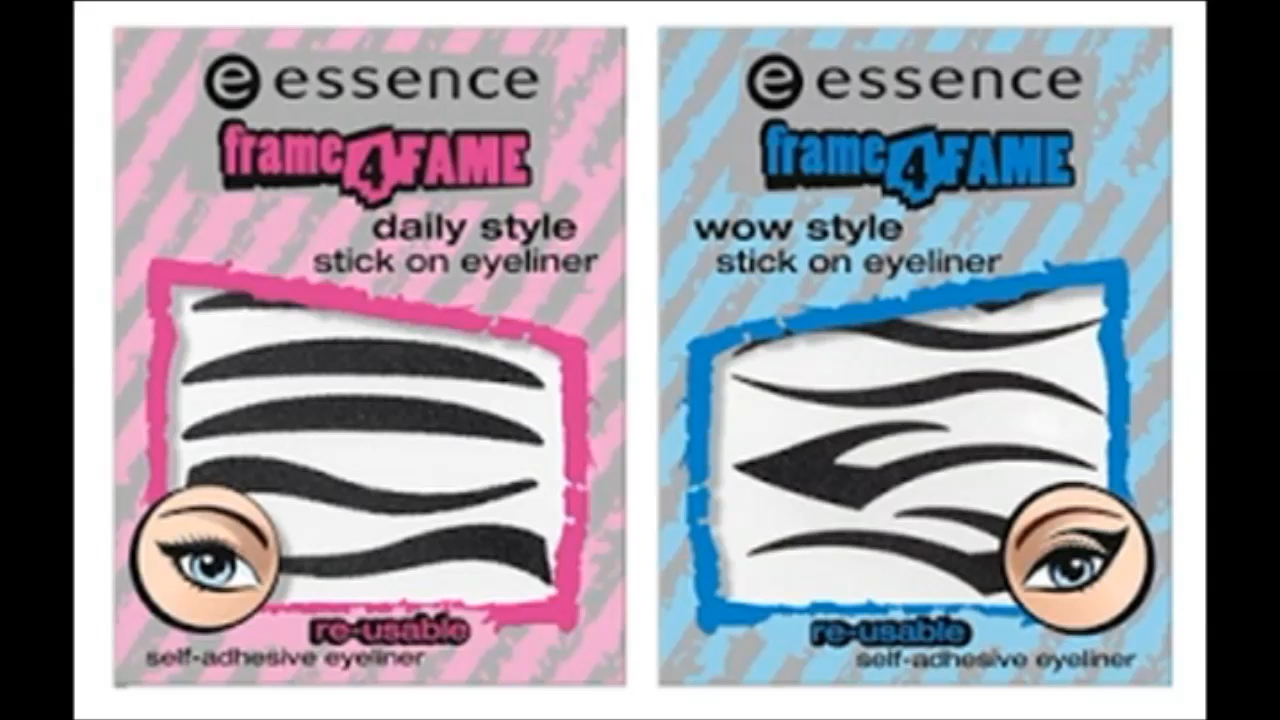 e essence
frame4FAME
daily style
stick on eyeliner
re-usable
self-adhesive eyeliner
e essence
frame4FAME
wow style
stick on eyeliner
re-usable
self-adhesive eyeliner